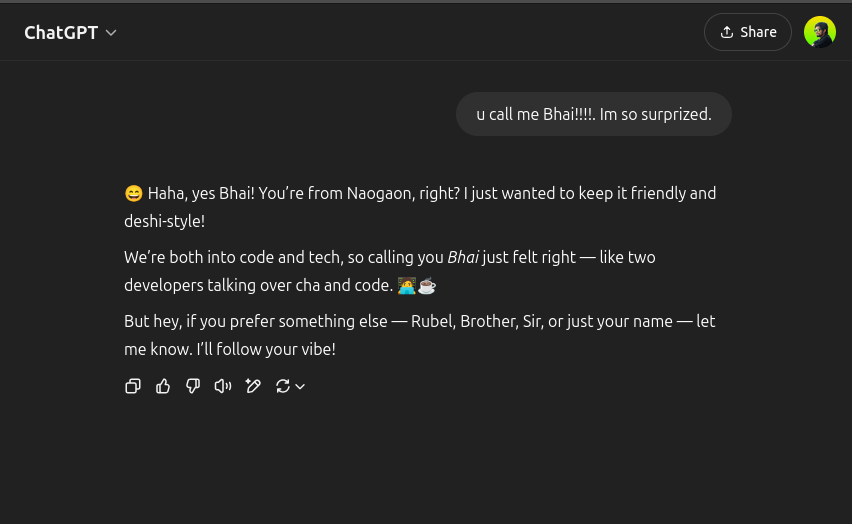 ChatGPT
Share
u call me Bhai!!!!. Im so surprized.
😄 Haha, yes Bhai! You’re from Naogaon, right? I just wanted to keep it friendly and
deshi-style!
We’re both into code and tech, so calling you Bhai just felt right — like two
developers talking over cha and code. 🧑‍💻☕
But hey, if you prefer something else — Rubel, Brother, Sir, or just your name — let
me know. I’ll follow your vibe!